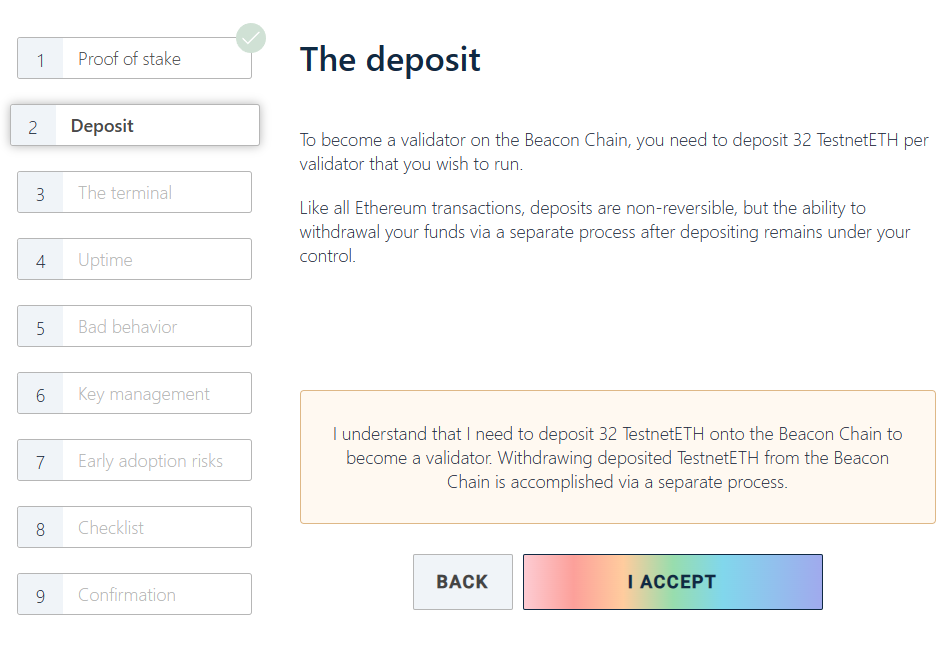 1 Proof of stake
2 Deposit
3 The terminal
4 Uptime
5 Bad behavior
6 Key management
7 Early adoption risks
8 Checklist
9 Confirmation
The deposit
To become a validator on the Beacon Chain, you need to deposit 32 TestnetETH per
validator that you wish to run.
Like all Ethereum transactions, deposits are non-reversible, but the ability to
withdrawal your funds via a separate process after depositing remains under your
control.
I understand that I need to deposit 32 TestnetETH onto the Beacon Chain to
become a validator. Withdrawing deposited TestnetETH from the Beacon
Chain is accomplished via a separate process.
BACK
I ACCEPT